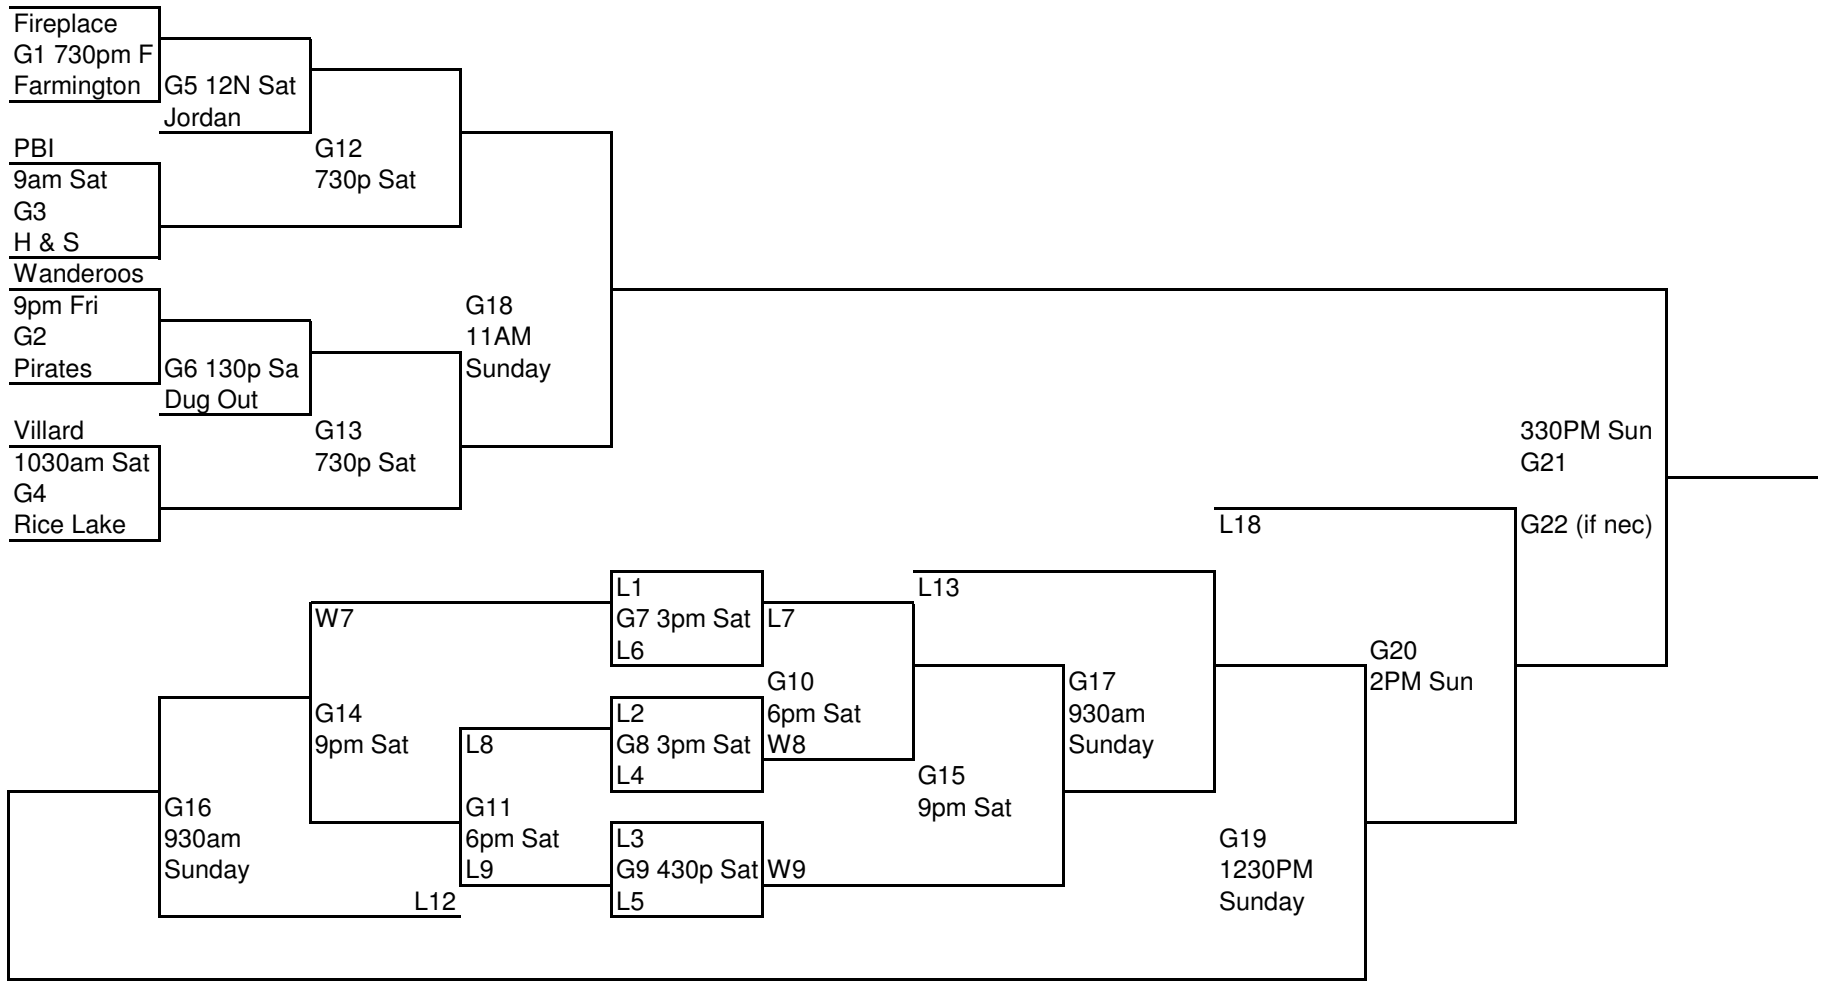 Fireplace
G1 730pm F
Farmington
G5 12N Sat
Jordan
PBI
9am Sat
G3
H & S
G12
730p Sat
Wanderoos
9pm Fri
G2
Pirates
G6 130p Sa
Dug Out
Villard
1030am Sat
G4
Rice Lake
G13
730p Sat
G18
11AM
Sunday
330PM Sun
G21
G22 (if nec)
L18
L1
G7 3pm Sat
L6
L7
L13
W7
G10
6pm Sat
W8
L2
G8 3pm Sat
L4
G17
930am
Sunday
G20
2PM Sun
G14
9pm Sat
L8
G11
6pm Sat
L9
L3
G9 430p Sat
L5
W9
G15
9pm Sat
G16
930am
Sunday
L12
G19
1230PM
Sunday